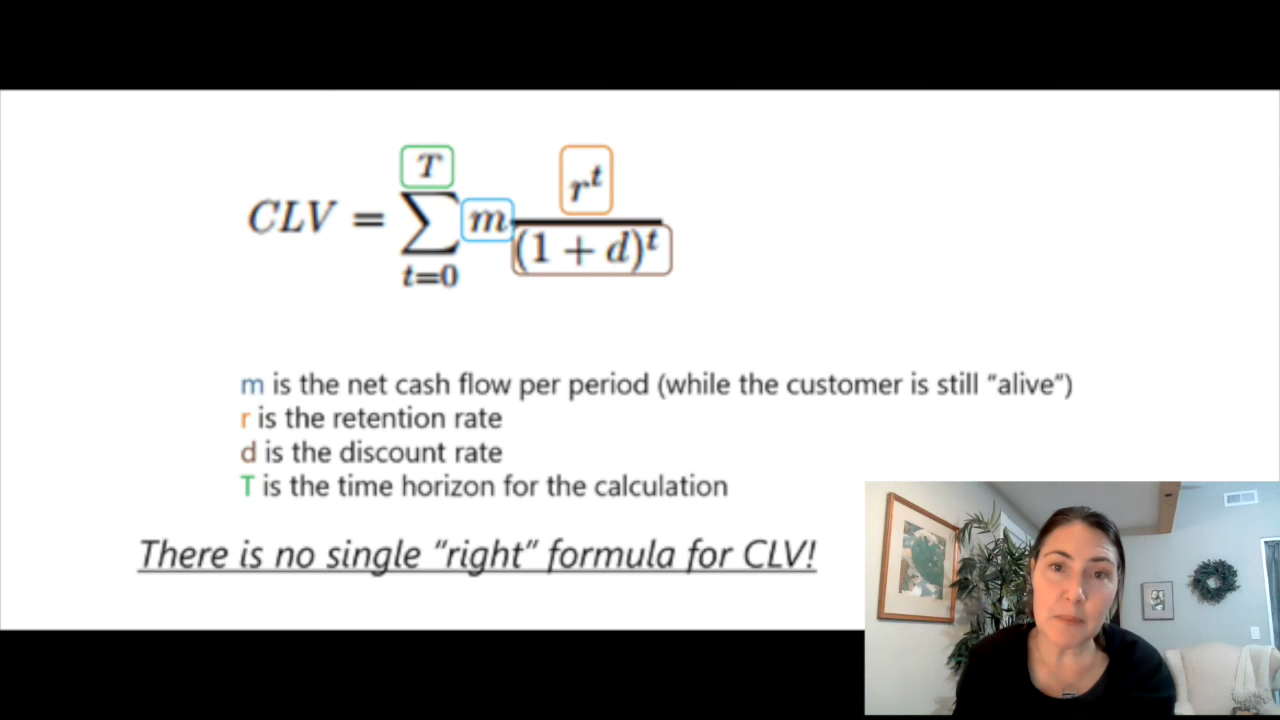 CLV = \sum_{t=0}^{T} m \frac{r^t}{(1 + d)^t}
m is the net cash flow per period (while the customer is still "alive")
r is the retention rate
d is the discount rate
T is the time horizon for the calculation
There is no single "right" formula for CLV!